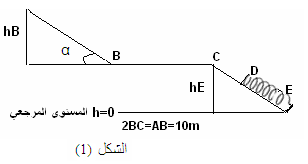 hB
α
B
C
D
hE
E
المستوى المرجعي h=0
2BC=AB=10m
الشكل (1)